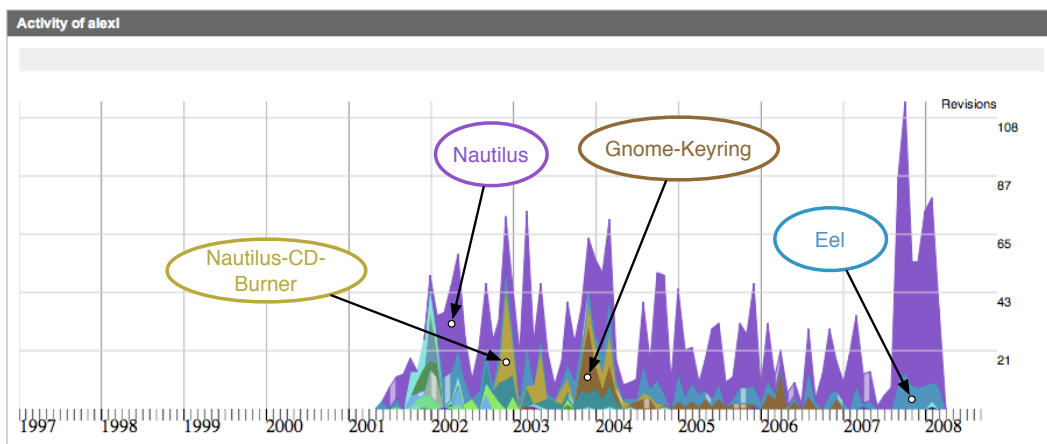 Activity of alexl
Revisions
108
Nautilus
Gnome-Keyring
87
Eel
65
Nautilus-CD-
Burner
43
21
1997 1998 1999 2000 2001 2002 2003 2004 2005 2006 2007 2008